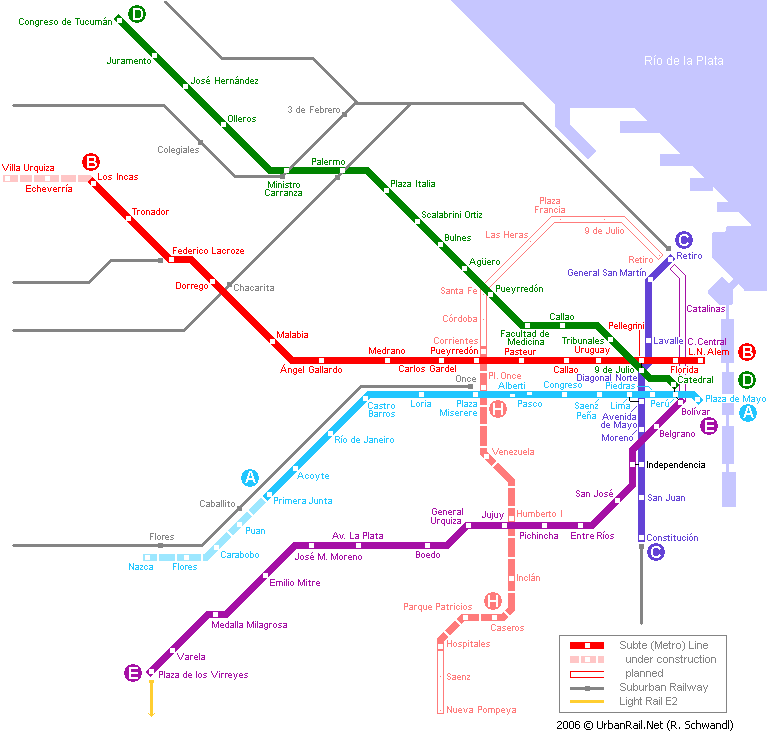 Congreso de Tucumán
D
Juramento
José Hernández
Olleros
3 de Febrero
Colegiales
Río de la Plata
Villa Urquiza
B
Echeverría
Los Incas
Palermo
Ministro
Carranza
Plaza Italia
Tronador
Scalabrini Ortiz
Plaza
Francia
Las Heras
9 de Julio
Bulnes
C
Retiro
Federico Lacroze
Agüero
Retiro
General San Martín
Dorrego
Chacarita
Santa Fe
Pueyrredón
Catalinas
Córdoba
Callao
Facultad de
Medicina
Pellegrini
Tribunales
Malabia
Corrientes
Lavalle
C.Central
Medrano
Pueyrredón
Uruguay
L.N. Alem
B
Ángel Gallardo
Carlos Gardel
Pasteur
Callao
9 de Julio
Florida
Once
Pl. Once
Diagonal Norte
Catedral
D
Alberti
Congreso
Piedras
Plaza de Mayo
Castro
Barros
Loria
Plaza
Miserere
H
Pasco
Saenz
Peña
Lima
Perú
Bolívar
A
Avenida
de Mayo
Moreno
Belgrano
E
Río de Janeiro
Venezuela
Independencia
A
Acoyte
Caballito
Primera Junta
San José
San Juan
General
Urquiza
Jujuy
Humberto I
Puan
Flores
Av. La Plata
Pichincha
Entre Ríos
Constitución
C
Carabobo
Nazca
Flores
José M. Moreno
Boedo
Emilio Mitre
Inclán
H
Parque Patricios
Caseros
Medalla Milagrosa
Hospitales
Varela
E
Plaza de los Virreyes
Saenz
Nueva Pompeya
Subte (Metro) Line
under construction
planned
Suburban Railway
Light Rail E2
2006 © UrbanRail.Net (R. Schwandl)